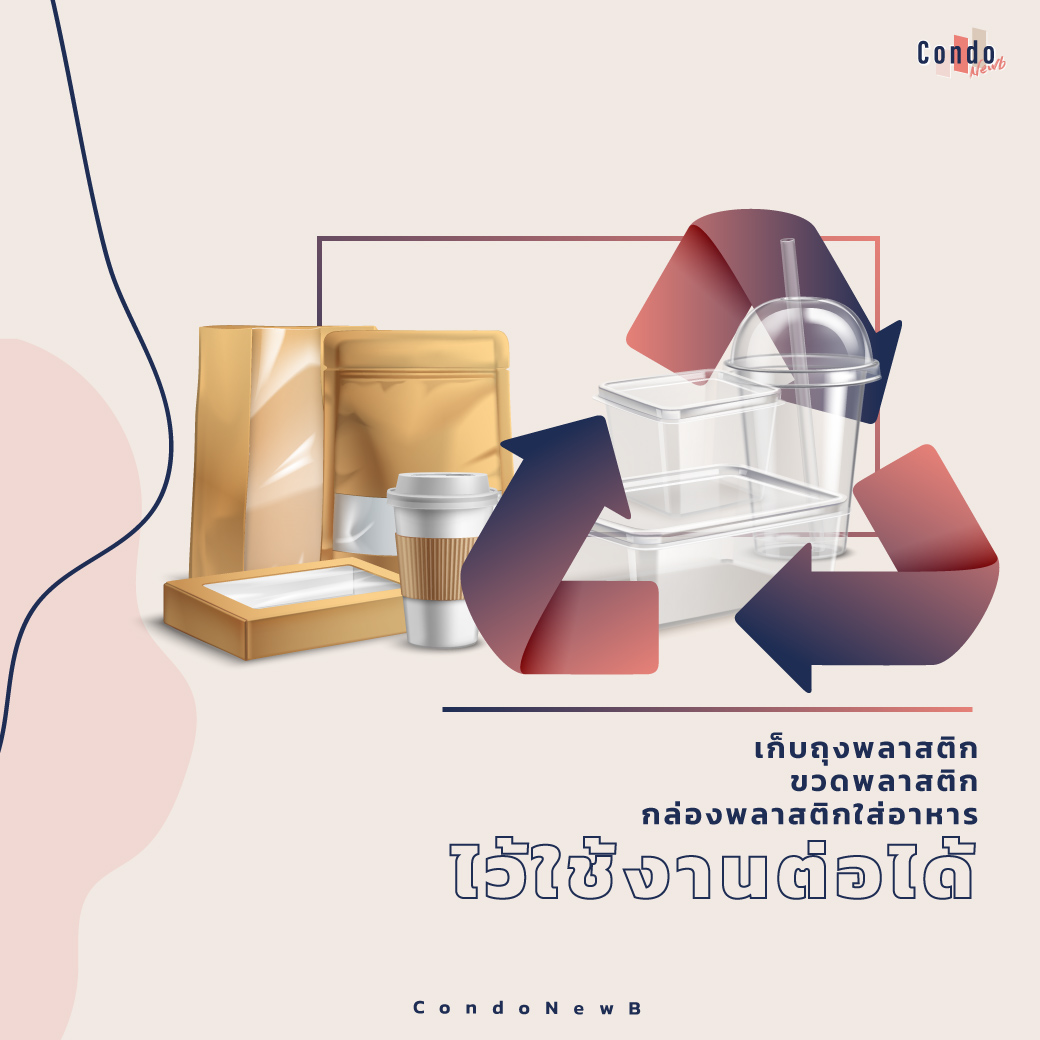 Condo
Newb
เก็บถุงพลาสติก
ขวดพลาสติก
กล่องพลาสติกใส่อาหาร
ไว้ใช้งานต่อได้
CondoNewB